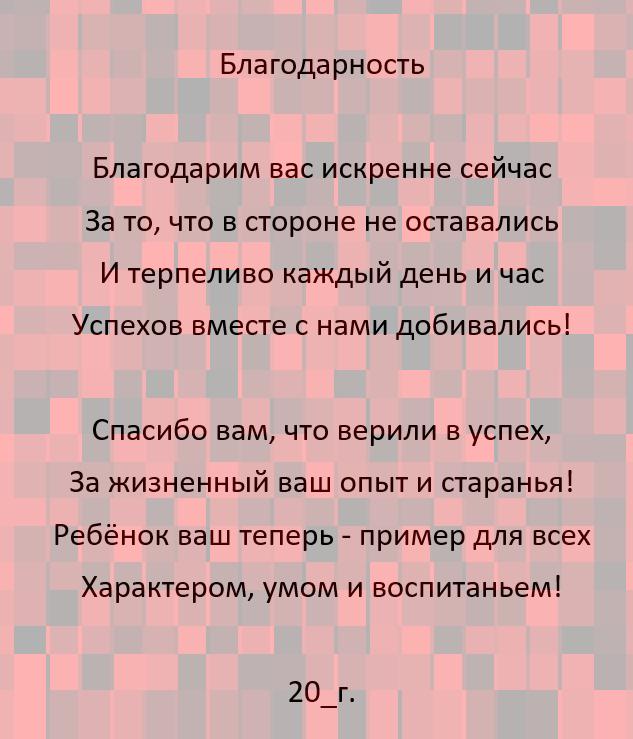 Благодарность
Благодарим вас искренне сейчас
За то, что в стороне не оставались
И терпеливо каждый день и час
Успехов вместе с нами добивались!
Спасибо вам, что верили в успех,
За жизненный ваш опыт и старанья!
Ребёнок ваш теперь - пример для всех
Характером, умом и воспитаньем!
20_г.